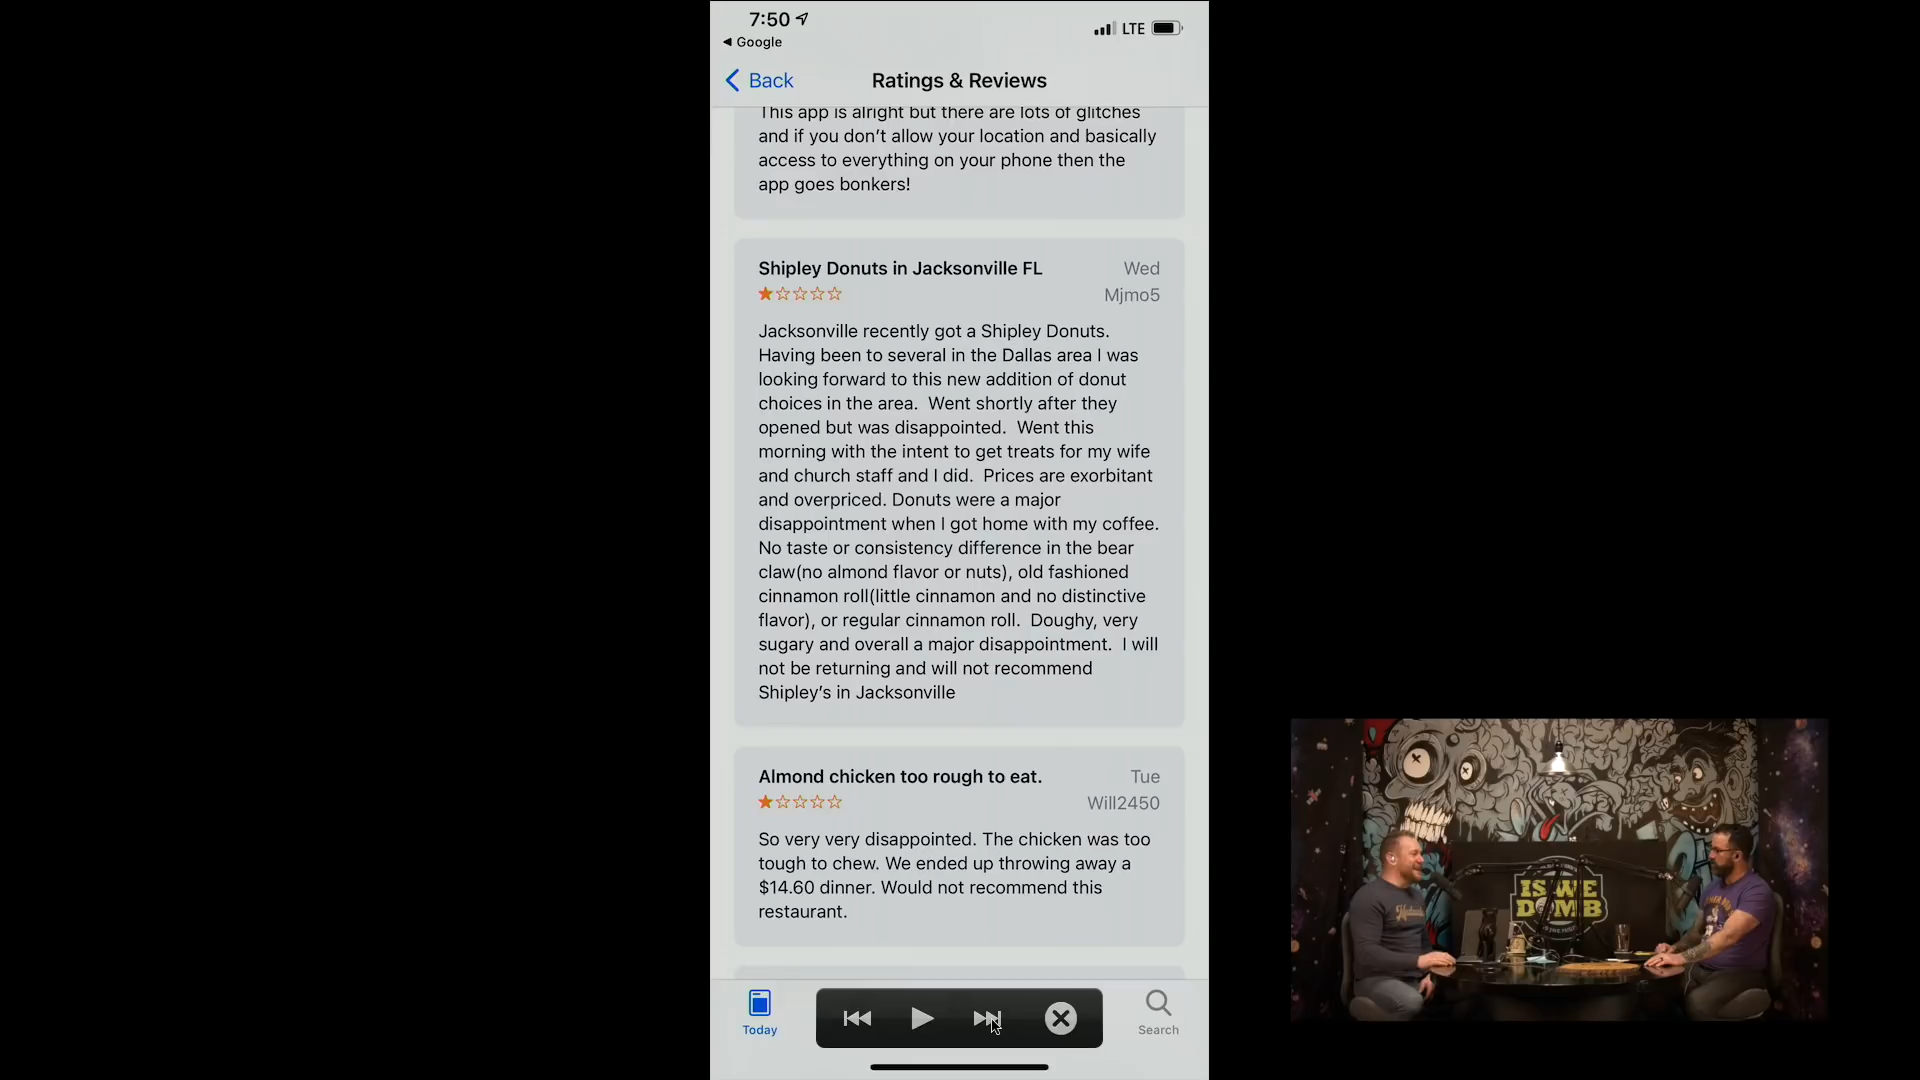 7:50
LTE
Google
Back
Ratings & Reviews
This app is alright but there are lots of glitches
and if you don’t allow your location and basically
access to everything on your phone then the
app goes bonkers!
Shipley Donuts in Jacksonville FL
Wed
Mjmo5
Jacksonville recently got a Shipley Donuts.
Having been to several in the Dallas area I was
looking forward to this new addition of donut
choices in the area.  Went shortly after they
opened but was disappointed.  Went this
morning with the intent to get treats for my wife
and church staff and I did.  Prices are exorbitant
and overpriced. Donuts were a major
disappointment when I got home with my coffee.
No taste or consistency difference in the bear
claw(no almond flavor or nuts), old fashioned
cinnamon roll(little cinnamon and no distinctive
flavor), or regular cinnamon roll.  Doughy, very
sugary and overall a major disappointment.  I will
not be returning and will not recommend
Shipley’s in Jacksonville
Almond chicken too rough to eat.
Tue
Will2450
So very very disappointed. The chicken was too
tough to chew. We ended up throwing away a
$14.60 dinner. Would not recommend this
restaurant.
Today
Search
IS WE
DOMB